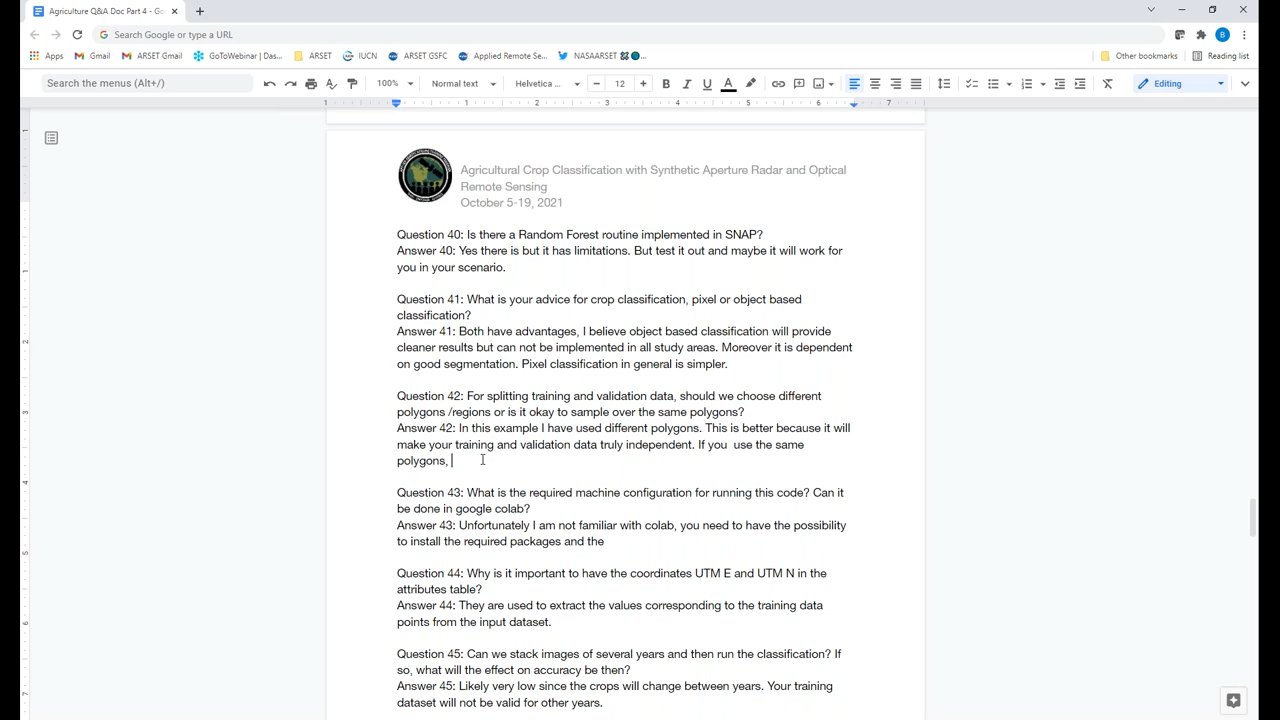 Agriculture Q&A Doc Part 4 - Go
Search Google or type a URL
Apps Gmail ARSET Gmail GoToWebinar | Das... ARSET IUCN ARSET GSFC Applied Remote Se... NASAARSET Other bookmarks Reading list
Search the menus (Alt+/) 100% Normal text Helvetica ... 12 Editing
Agricultural Crop Classification with Synthetic Aperture Radar and Optical
Remote Sensing
October 5-19, 2021
Question 40: Is there a Random Forest routine implemented in SNAP?
Answer 40: Yes there is but it has limitations. But test it out and maybe it will work for
you in your scenario.
Question 41: What is your advice for crop classification, pixel or object based
classification?
Answer 41: Both have advantages, I believe object based classification will provide
cleaner results but can not be implemented in all study areas. Moreover it is dependent
on good segmentation. Pixel classification in general is simpler.
Question 42: For splitting training and validation data, should we choose different
polygons /regions or is it okay to sample over the same polygons?
Answer 42: In this example I have used different polygons. This is better because it will
make your training and validation data truly independent. If you  use the same
polygons,
Question 43: What is the required machine configuration for running this code? Can it
be done in google colab?
Answer 43: Unfortunately I am not familiar with colab, you need to have the possibility
to install the required packages and the
Question 44: Why is it important to have the coordinates UTM E and UTM N in the
attributes table?
Answer 44: They are used to extract the values corresponding to the training data
points from the input dataset.
Question 45: Can we stack images of several years and then run the classification? If
so, what will the effect on accuracy be then?
Answer 45: Likely very low since the crops will change between years. Your training
dataset will not be valid for other years.